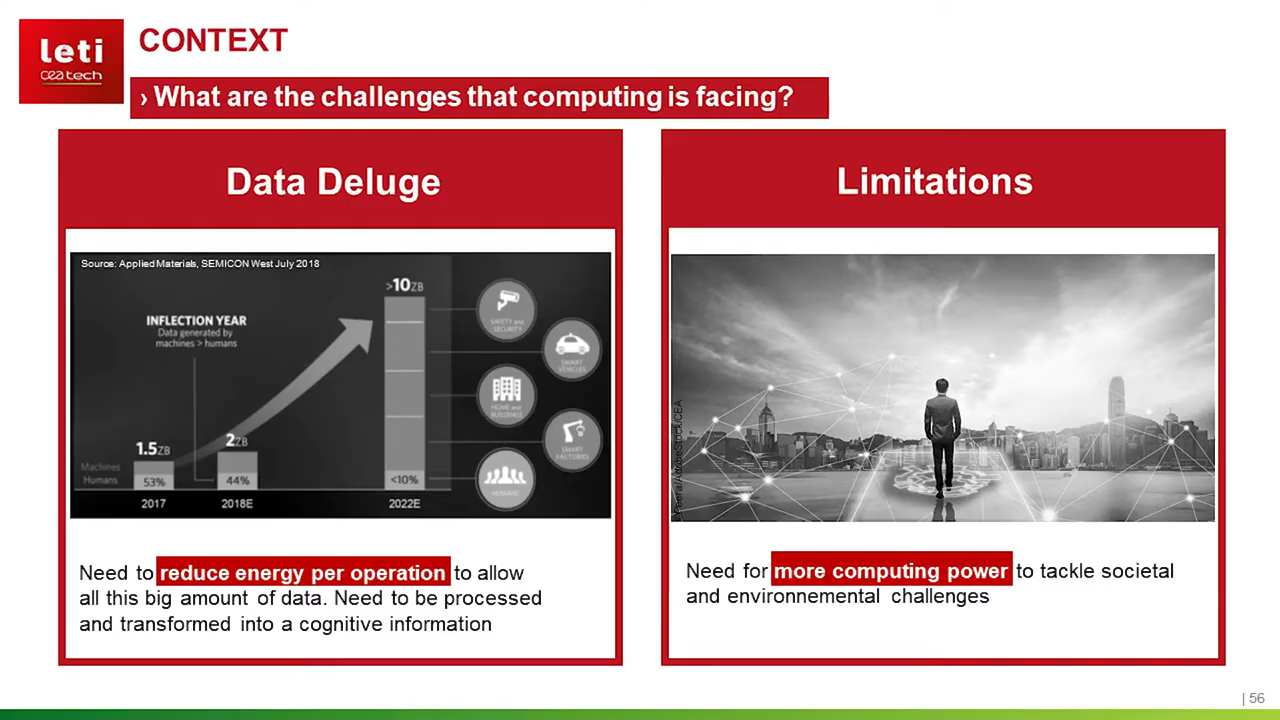 leti
cea tech
CONTEXT
› What are the challenges that computing is facing?
Data Deluge
Source: Applied Materials, SEMICON West July 2018
>10ZB
INFLECTION YEAR
Data generated by
machines > humans
SAFETY and
SECURITY
SMART
VEHICLES
HOME and
BUILDINGS
SMART
FACTORIES
HUMANS
1.5ZB
2ZB
Machines
Humans
53%
44%
<10%
2017
2018E
2022E
Need to reduce energy per operation to allow
all this big amount of data. Need to be processed
and transformed into a cognitive information
Limitations
/AdobeStock/CEA
Need for more computing power to tackle societal
and environnemental challenges
| 56